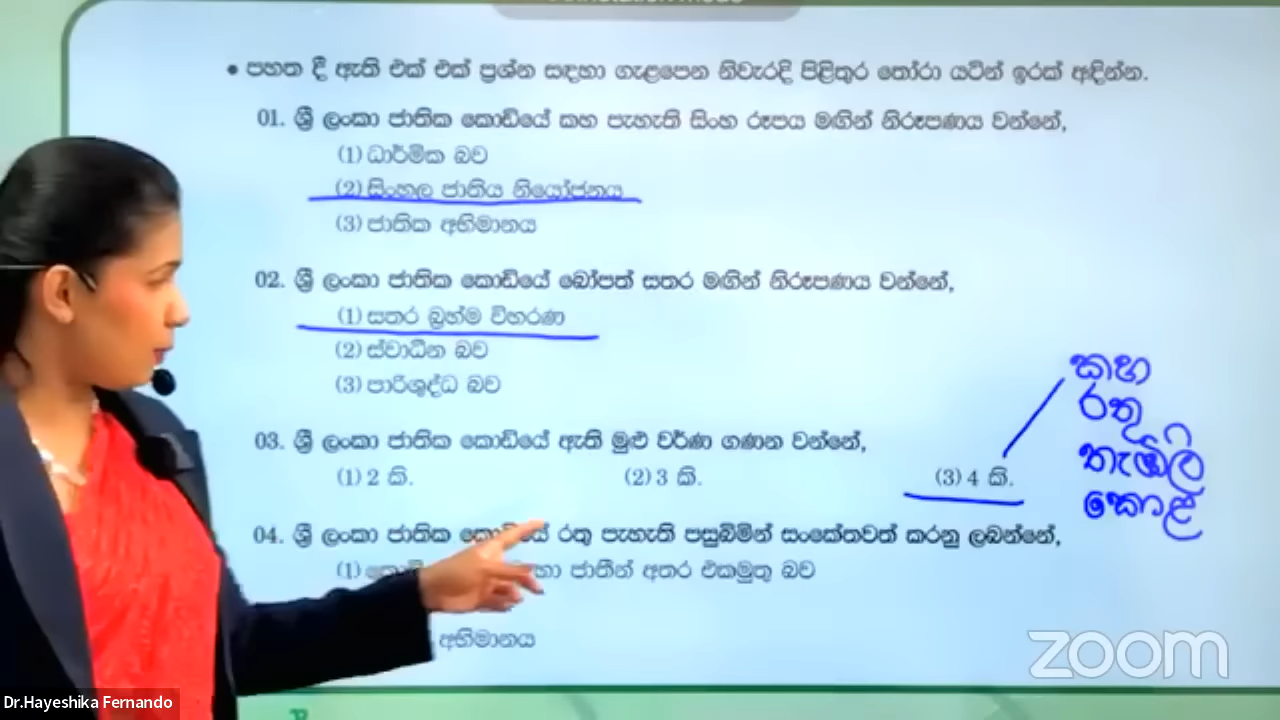 • පහත දී ඇති එක් එක් ප්‍රශ්න සඳහා ගැළපෙන නිවැරදි පිළිතුර තෝරා යටින් ඉරක් අඳින්න.
01. ශ්‍රී ලංකා ජාතික කොඩියේ කහ පැහැති සිංහ රූපය මගින් නිරූපණය වන්නේ,
(1) ධාර්මික බව
(2) සිංහල ජාතිය නියෝජනය
(3) ජාතික අභිමානය
02. ශ්‍රී ලංකා ජාතික කොඩියේ බෝපත් සතර මගින් නිරූපණය වන්නේ,
(1) සතර බ්‍රහ්ම විහරණ
(2) ස්වාධීන බව
(3) පාරිශුද්ධ බව
කහ
රතු
තැඹිලි
කොළ
03. ශ්‍රී ලංකා ජාතික කොඩියේ ඇති මුළු වර්ණ ගණන වන්නේ,
(1) 2 කි. (2) 3 කි. (3) 4 කි.
04. ශ්‍රී ලංකා ජාතික කොඩියේ රතු පැහැති පසුබිමින් සංකේතවත් කරනු ලබන්නේ,
(1) ජාතීන් අතර එකමුතු බව
අභිමානය
zoom
Dr.Hayeshika Fernando